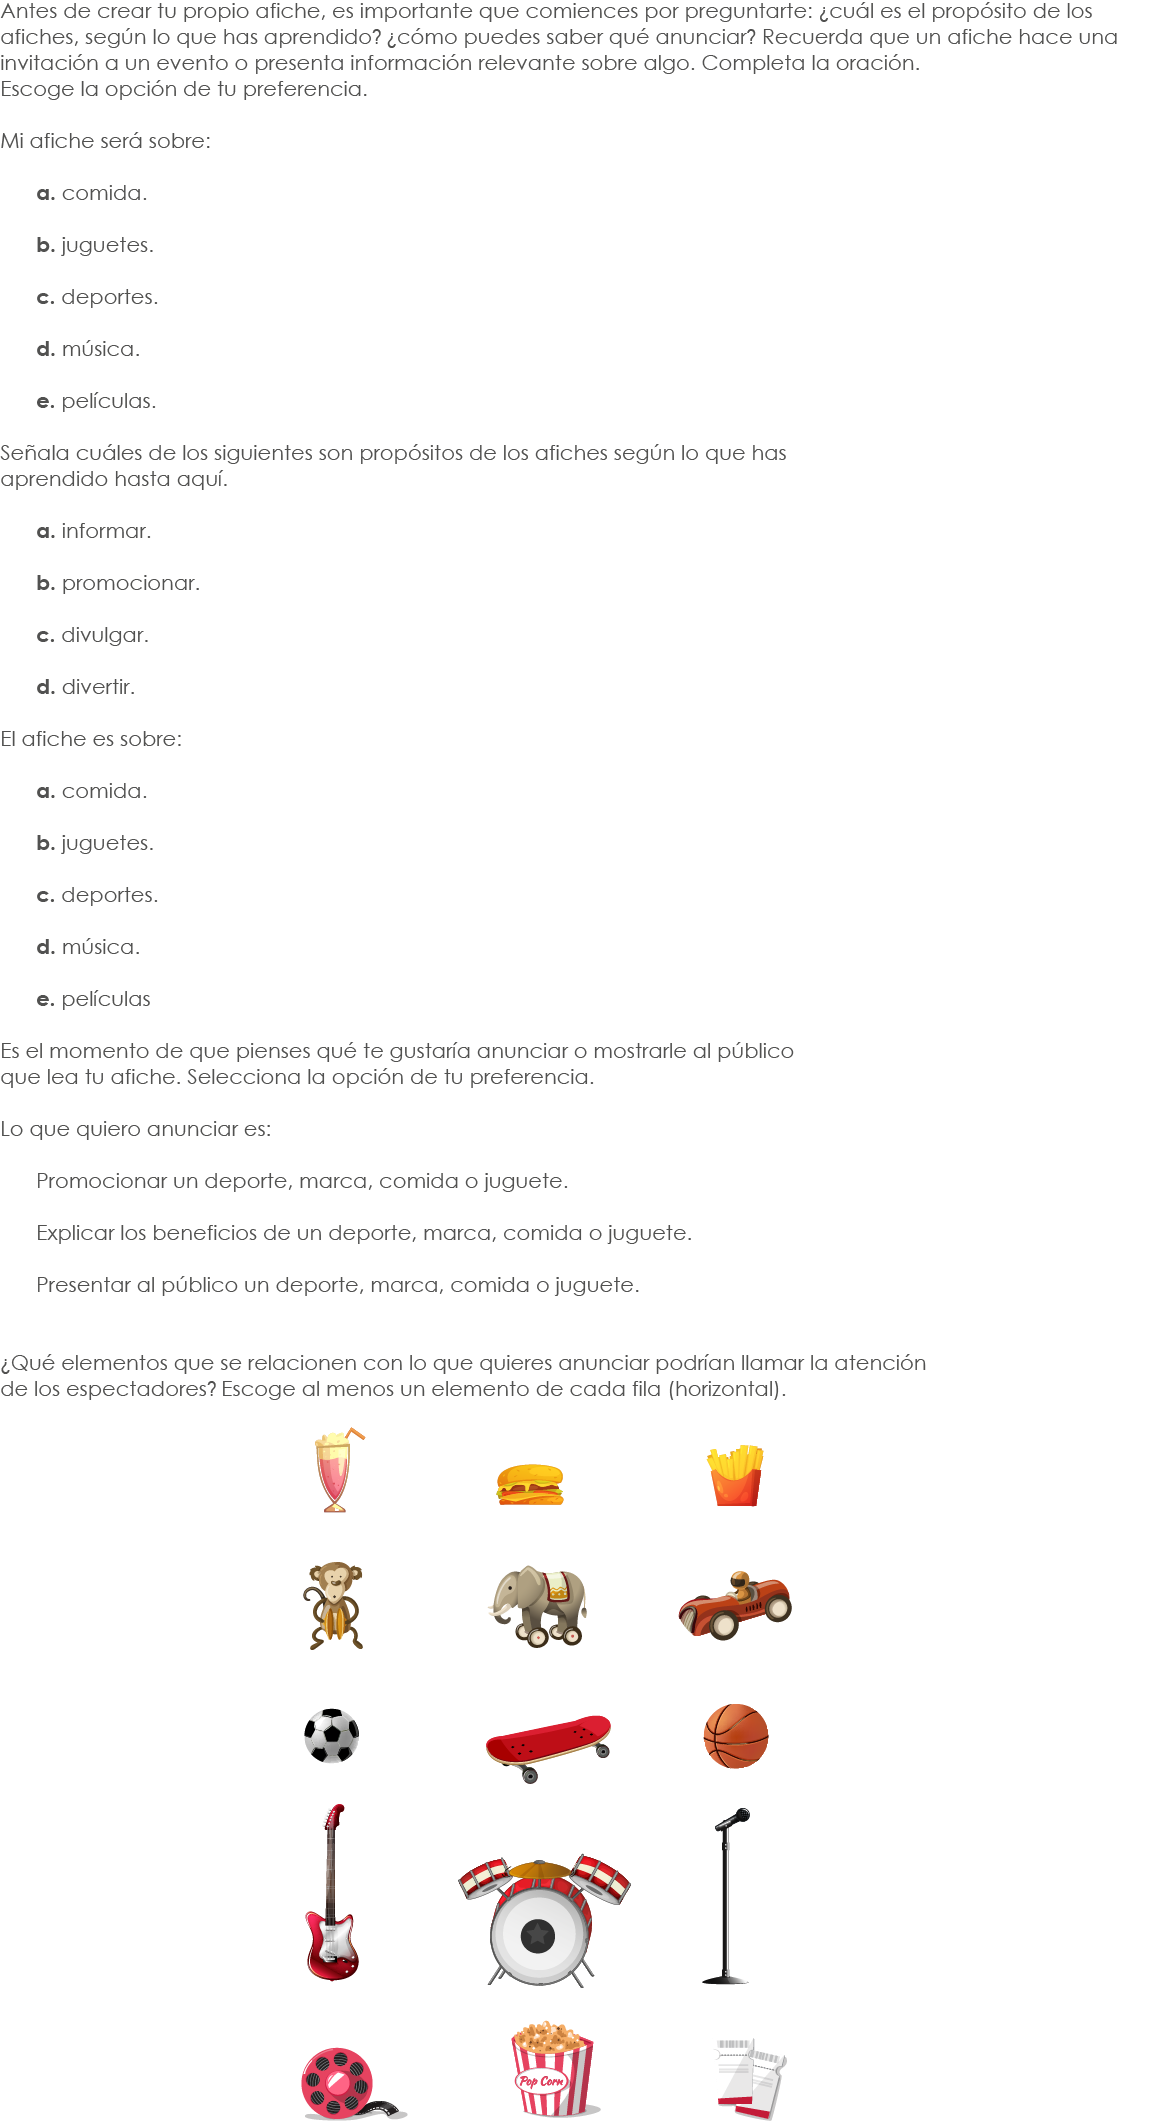 Antes de crear tu propio afiche, es importante que comiences por preguntarte: ¿cuál es el propósito de los
afiches, según lo que has aprendido? ¿cómo puedes saber qué anunciar? Recuerda que un afiche hace una
invitación a un evento o presenta información relevante sobre algo. Completa la oración.
Escoge la opción de tu preferencia.
Mi afiche será sobre:
a. comida.
b. juguetes.
c. deportes.
d. música.
e. películas.
Señala cuáles de los siguientes son propósitos de los afiches según lo que has
aprendido hasta aquí.
a. informar.
b. promocionar.
c. divulgar.
d. divertir.
El afiche es sobre:
a. comida.
b. juguetes.
c. deportes.
d. música.
e. películas
Es el momento de que pienses qué te gustaría anunciar o mostrarle al público
que lea tu afiche. Selecciona la opción de tu preferencia.
Lo que quiero anunciar es:
Promocionar un deporte, marca, comida o juguete.
Explicar los beneficios de un deporte, marca, comida o juguete.
Presentar al público un deporte, marca, comida o juguete.
¿Qué elementos que se relacionen con lo que quieres anunciar podrían llamar la atención
de los espectadores? Escoge al menos un elemento de cada fila (horizontal).
Pop Corn